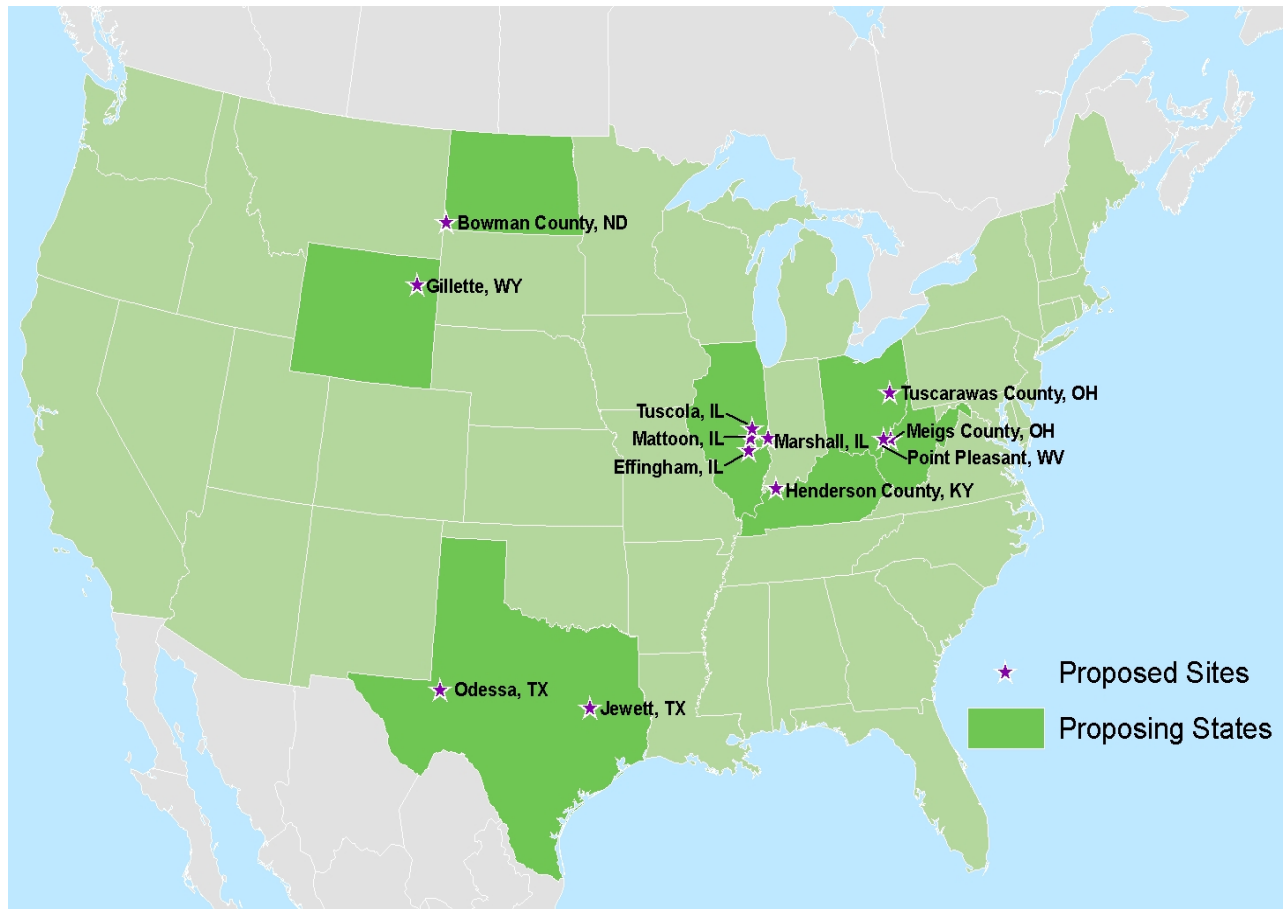 Bowman County, ND
Gillette, WY
Tuscarawas County, OH
Tuscola, IL
Mattoon, IL
Marshall, IL
Meigs County, OH
Effingham, IL
Point Pleasant, WV
Henderson County, KY
Odessa, TX
Jewett, TX
Proposed Sites
Proposing States